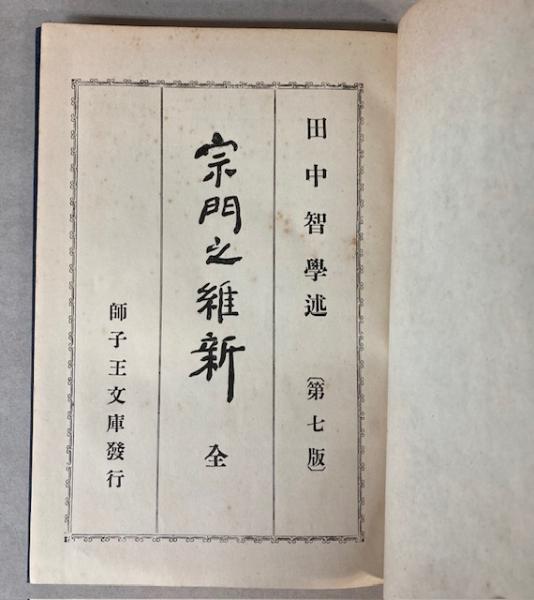 田中智學述 〔第七版〕
宗門之維新 全
師子王文庫發行